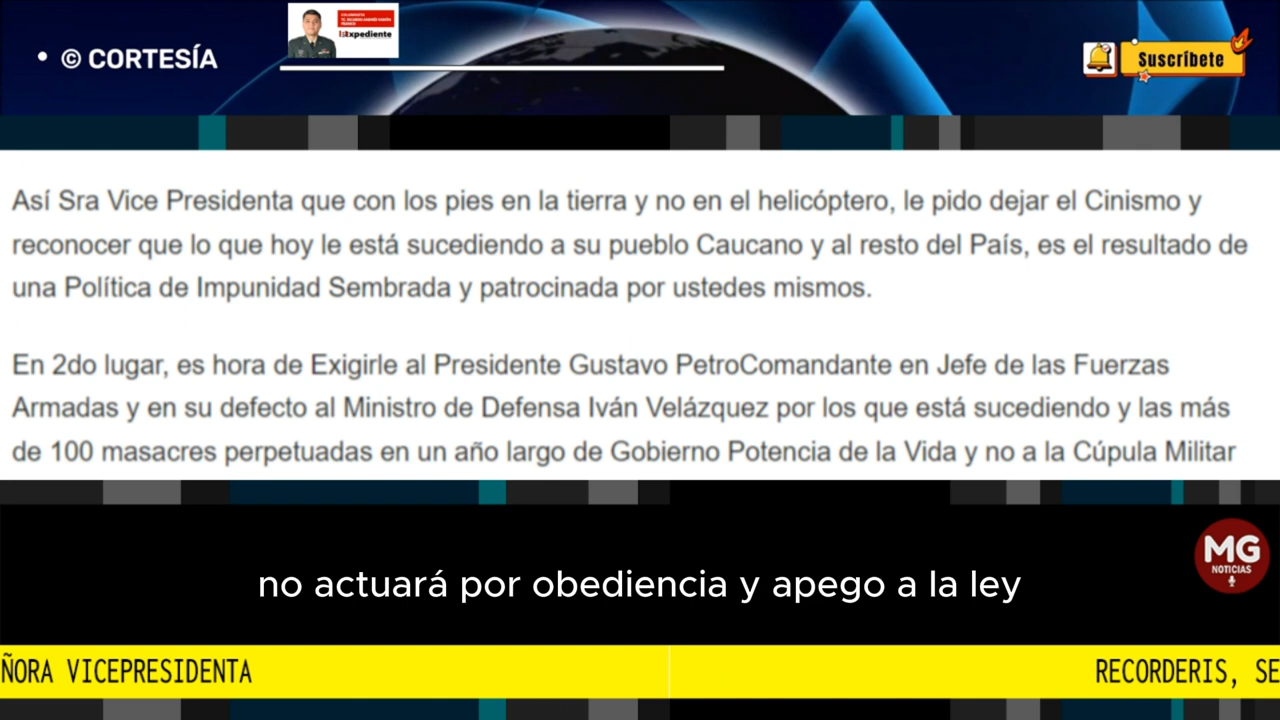 • © CORTESÍA
Expediente
Suscríbete
Así Sra Vice Presidenta que con los pies en la tierra y no en el helicóptero, le pido dejar el Cinismo y
reconocer que lo que hoy le está sucediendo a su pueblo Caucano y al resto del País, es el resultado de
una Política de Impunidad Sembrada y patrocinada por ustedes mismos.
En 2do lugar, es hora de Exigirle al Presidente Gustavo PetroComandante en Jefe de las Fuerzas
Armadas y en su defecto al Ministro de Defensa Iván Velázquez por los que está sucediendo y las más
de 100 masacres perpetuadas en un año largo de Gobierno Potencia de la Vida y no a la Cúpula Militar
MG
NOTICIAS
no actuará por obediencia y apego a la ley
ÑORA VICEPRESIDENTA
RECORDERIS, SE